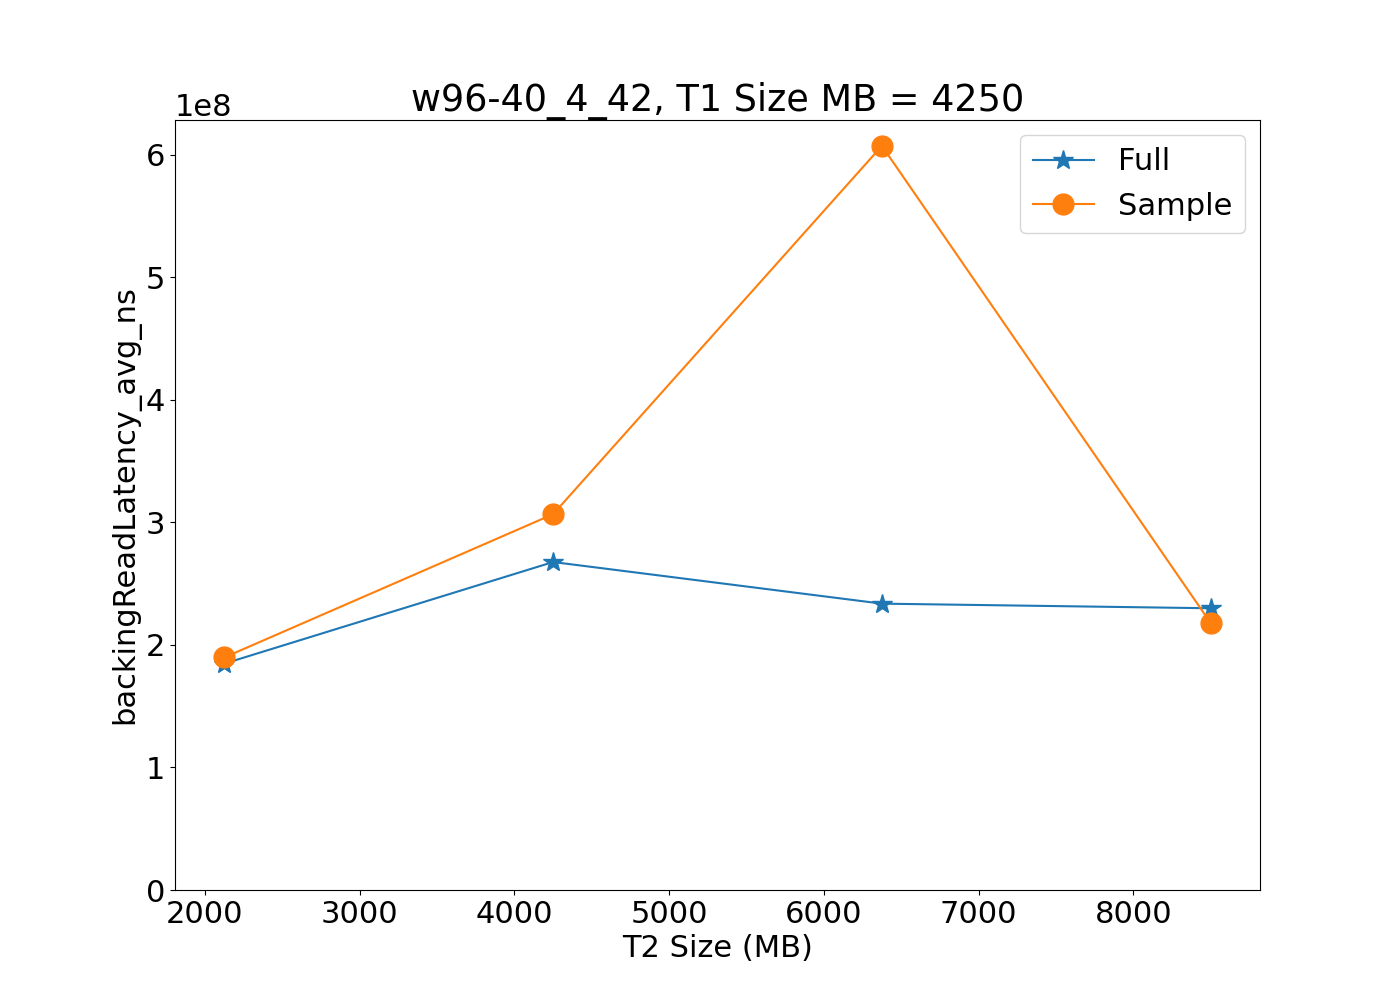 w96-40_4_42, T1 Size MB = 4250
1e8
Full
Sample
6
5
4
3
2
1
0
backingReadLatency_avg_ns
2000 3000 4000 5000 6000 7000 8000
T2 Size (MB)